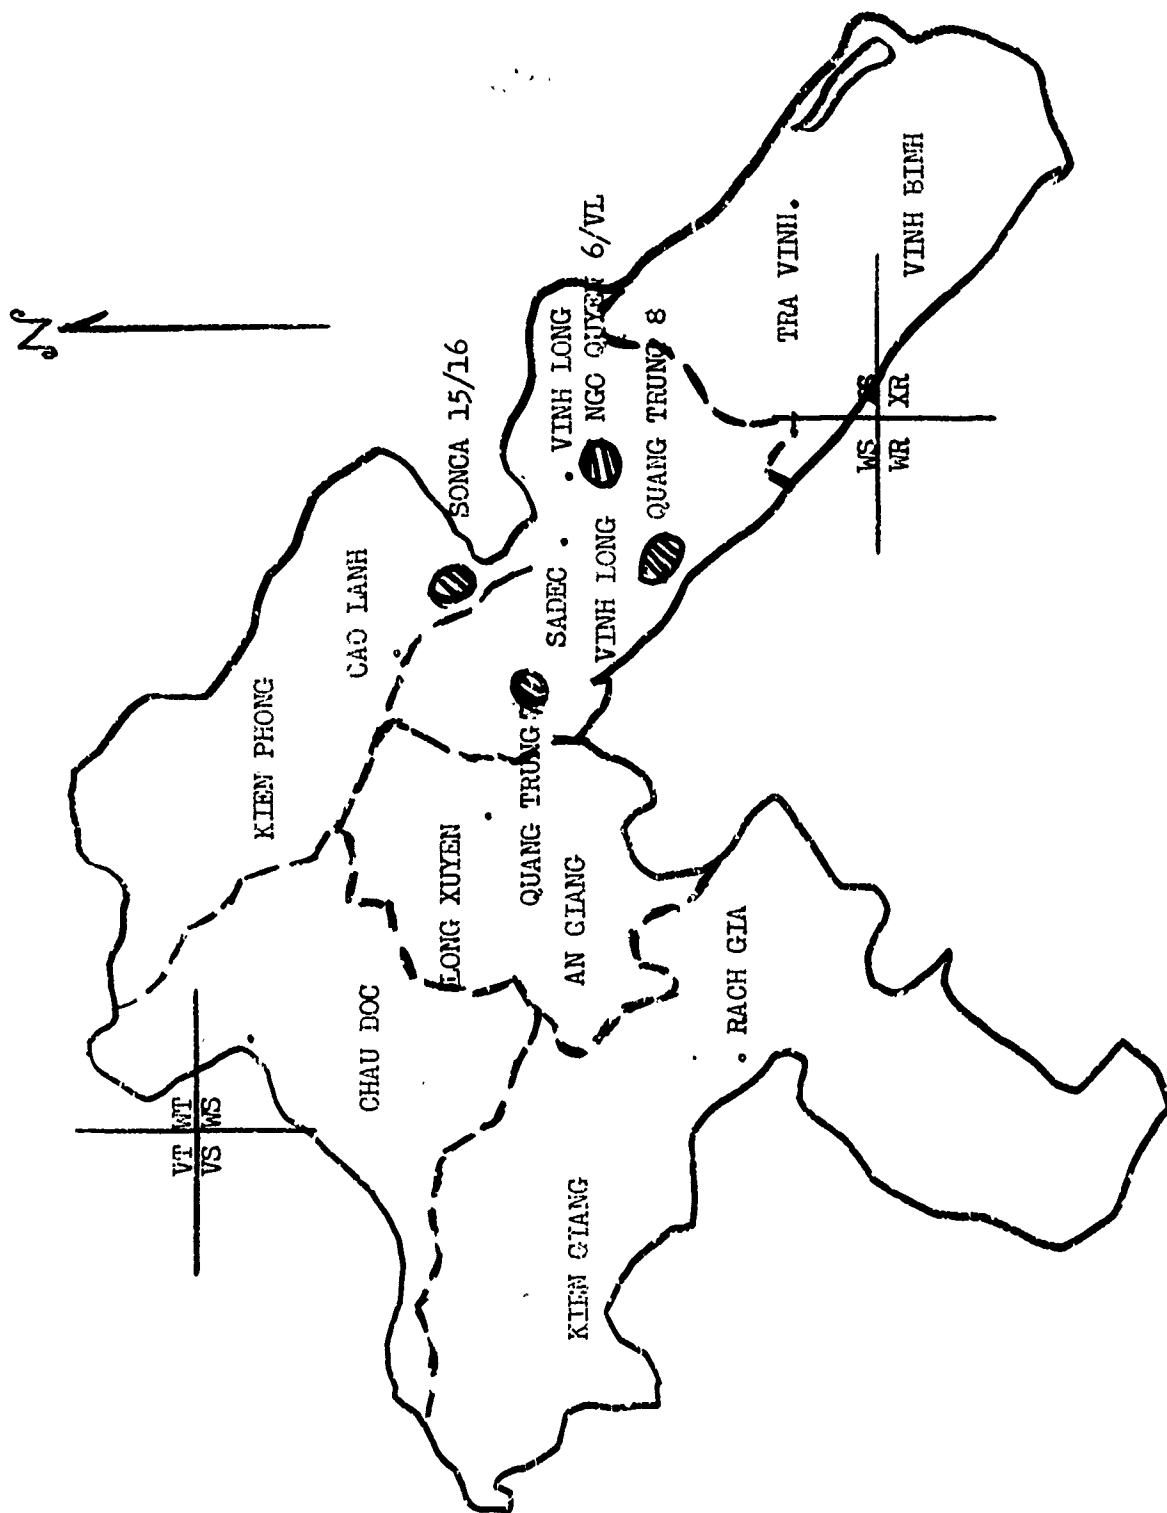 N
VT WT
VS WS
KIEN PHONG
CAO LANH
CHAU DOC
LONG XUYEN
SONCA 15/16
QUANG TRUNG
SADEC
VINH LONG
AN GIANG
KIEN GIANG
NGO QUYEN 6/VL
VINH LONG
QUANG TRUNG 8
RACH GIA
TRA VINH.
WS
WR XR
VINH BINH